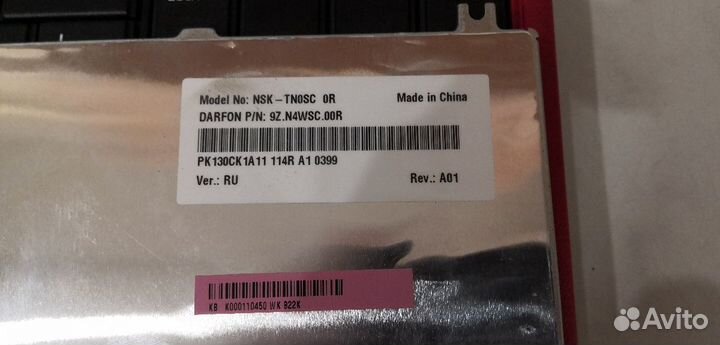 Model No: NSK-TN0SC 0R Made in China
DARFON P/N: 9Z.N4WSC.00R
PK130CK1A11 114R A1 0399
Ver.: RU Rev.: A01
KB K000110450 WK 922K
Avito